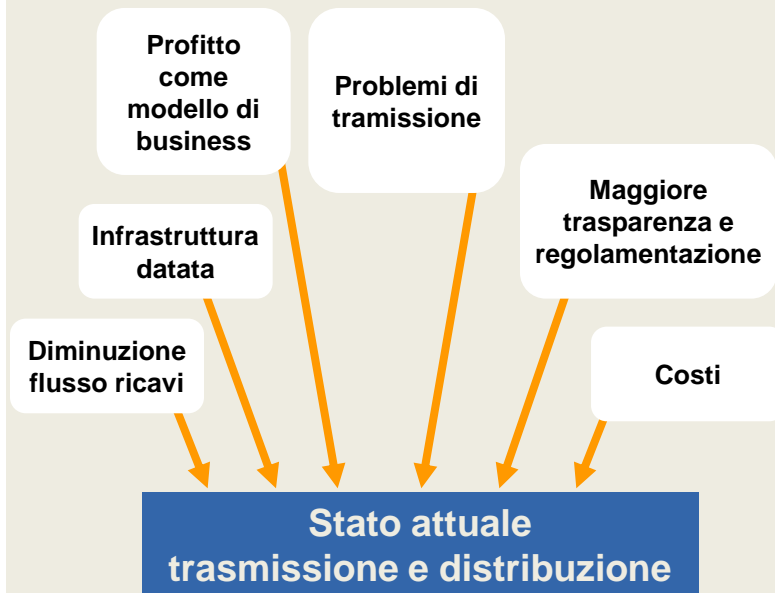 Profitto
come
modello di
business
Problemi di
tramissione
Maggiore
trasparenza e
regolamentazione
Infrastruttura
datata
Diminuzione
flusso ricavi
Costi
Stato attuale
trasmissione e distribuzione